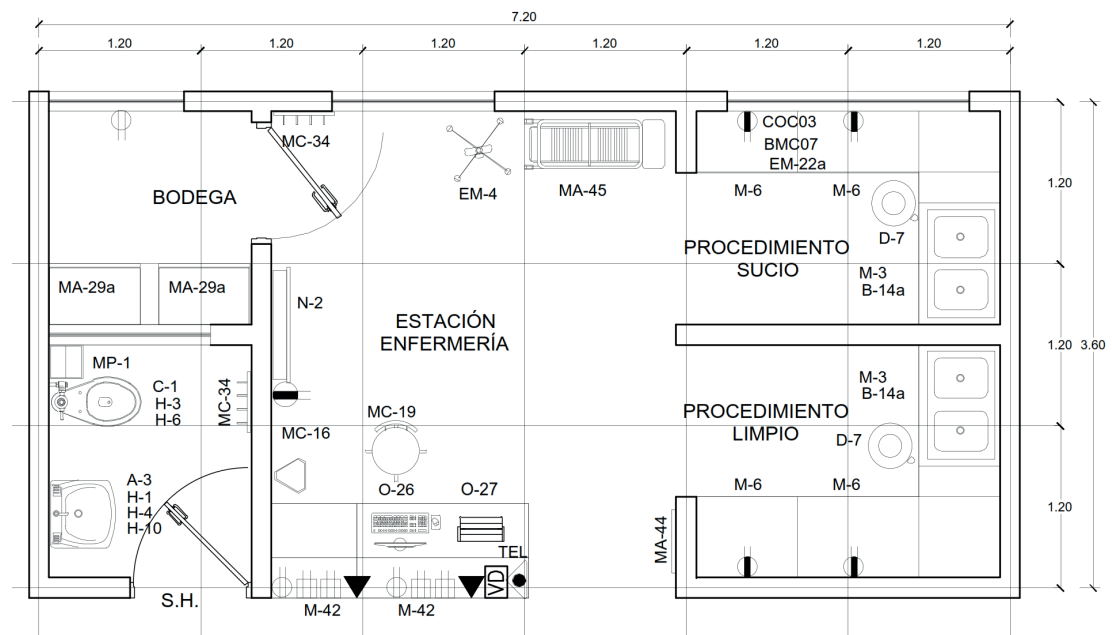 7.20
1.20 1.20 1.20 1.20 1.20 1.20
MC-34
COC03
BMC07
EM-22a
BODEGA
EM-4
MA-45
M-6 M-6
D-7
PROCEDIMIENTO
SUCIO
M-3
B-14a
1.20
MA-29a MA-29a
N-2
ESTACIÓN
ENFERMERÍA
1.20
3.60
MP-1
C-1
H-3
H-6
MC-34
M-3
B-14a
MC-19
PROCEDIMIENTO
LIMPIO
MC-16
D-7
A-3
H-1
H-4
H-10
O-26
O-27
M-6 M-6
1.20
MA-44
TEL
VD
S.H.
M-42 M-42